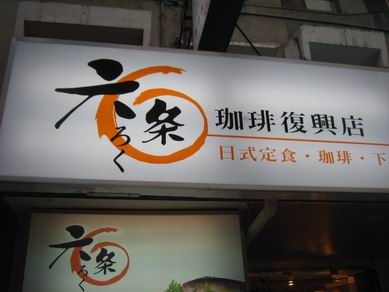 六条
ろく
珈琲復興店
日式定食・珈琲・下
六条
ろく